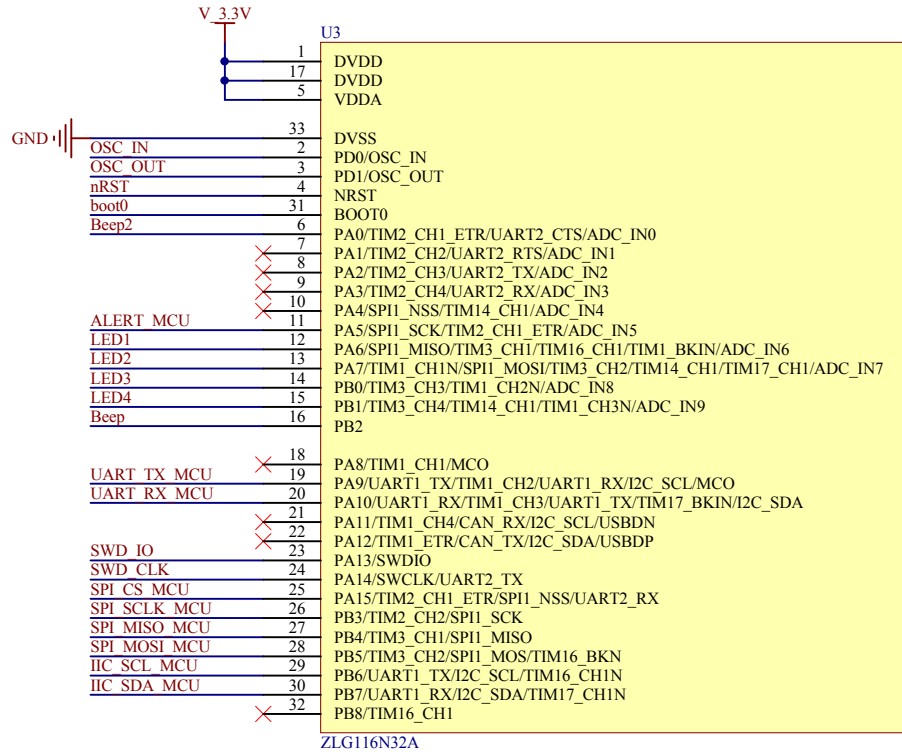 V_3.3V
U3
1 DVDD
17 DVDD
5 VDDA
GND 33 DVSS
OSC_IN 2 PD0/OSC_IN
OSC_OUT 3 PD1/OSC_OUT
nRST 4 NRST
boot0 31 BOOT0
Beep2 6 PA0/TIM2_CH1_ETR/UART2_CTS/ADC_IN0
7 PA1/TIM2_CH2/UART2_RTS/ADC_IN1
8 PA2/TIM2_CH3/UART2_TX/ADC_IN2
9 PA3/TIM2_CH4/UART2_RX/ADC_IN3
10 PA4/SPI1_NSS/TIM14_CH1/ADC_IN4
ALERT_MCU 11 PA5/SPI1_SCK/TIM2_CH1_ETR/ADC_IN5
LED1 12 PA6/SPI1_MISO/TIM3_CH1/TIM16_CH1/TIM1_BKIN/ADC_IN6
LED2 13 PA7/TIM1_CH1N/SPI1_MOSI/TIM3_CH2/TIM14_CH1/TIM17_CH1/ADC_IN7
LED3 14 PB0/TIM3_CH3/TIM1_CH2N/ADC_IN8
LED4 15 PB1/TIM3_CH4/TIM14_CH1/TIM1_CH3N/ADC_IN9
Beep 16 PB2
18 PA8/TIM1_CH1/MCO
UART_TX_MCU 19 PA9/UART1_TX/TIM1_CH2/UART1_RX/I2C_SCL/MCO
UART_RX_MCU 20 PA10/UART1_RX/TIM1_CH3/UART1_TX/TIM17_BKIN/I2C_SDA
21 PA11/TIM1_CH4/CAN_RX/I2C_SCL/USBDN
22 PA12/TIM1_ETR/CAN_TX/I2C_SDA/USBDP
SWD_IO 23 PA13/SWDIO
SWD_CLK 24 PA14/SWCLK/UART2_TX
SPI_CS_MCU 25 PA15/TIM2_CH1_ETR/SPI1_NSS/UART2_RX
SPI_SCLK_MCU 26 PB3/TIM2_CH2/SPI1_SCK
SPI_MISO_MCU 27 PB4/TIM3_CH1/SPI1_MISO
SPI_MOSI_MCU 28 PB5/TIM3_CH2/SPI1_MOS/TIM16_BKN
IIC_SCL_MCU 29 PB6/UART1_TX/I2C_SCL/TIM16_CH1N
IIC_SDA_MCU 30 PB7/UART1_RX/I2C_SDA/TIM17_CH1N
32 PB8/TIM16_CH1
ZLG116N32A